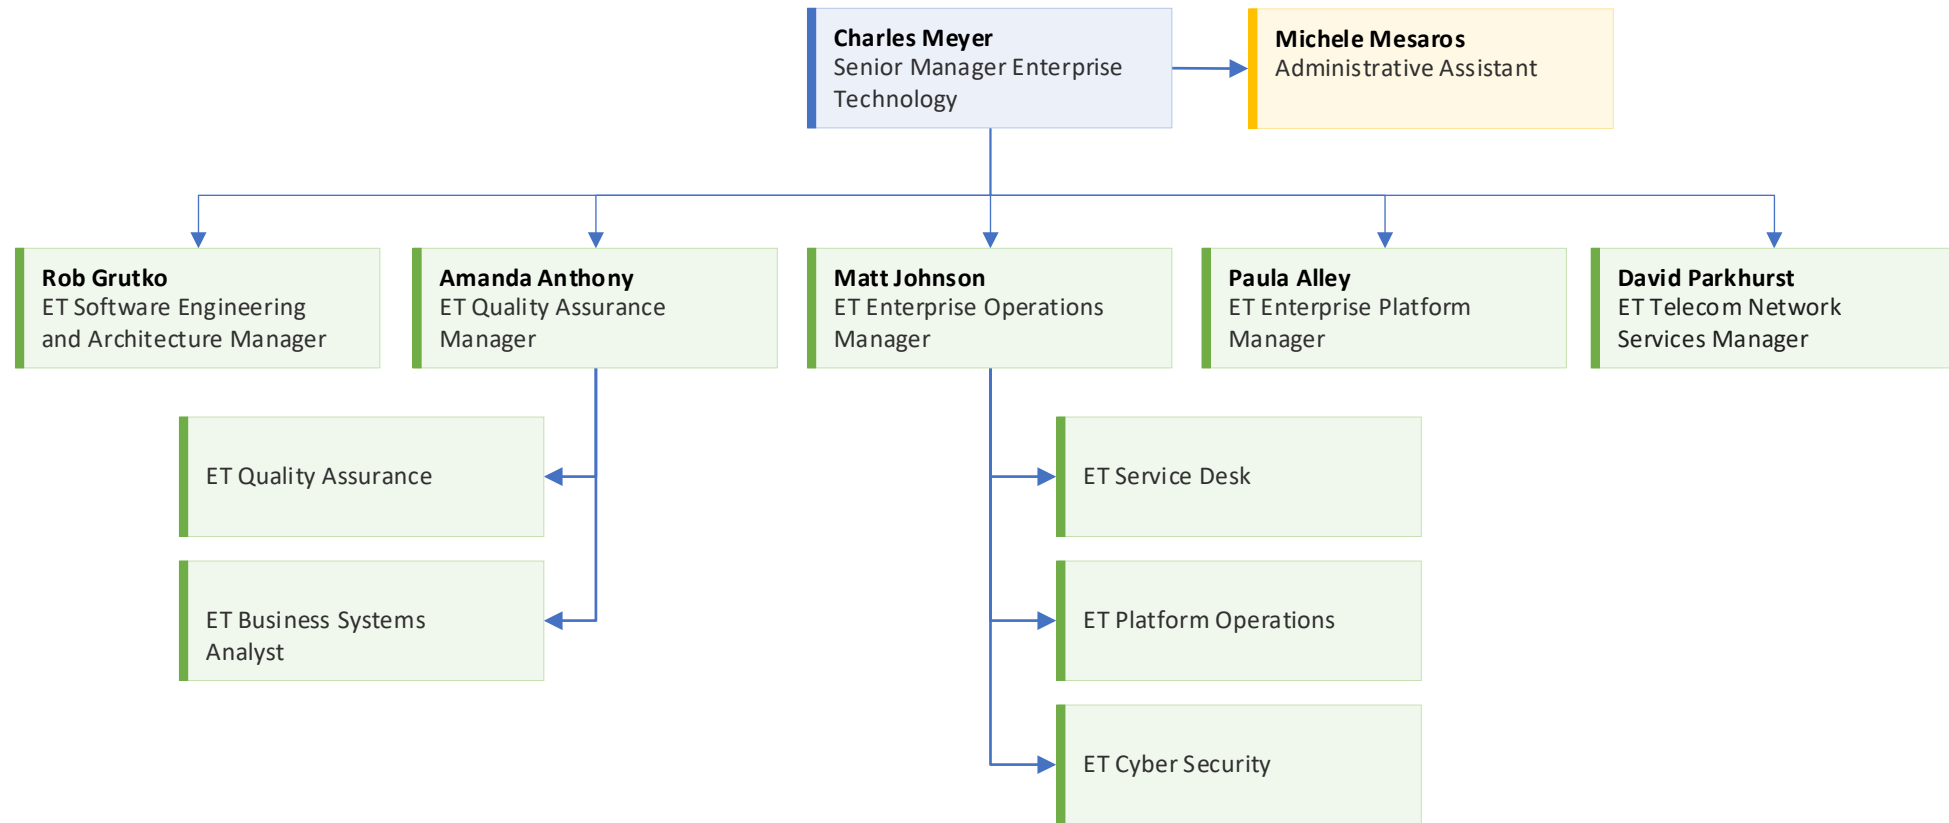 Charles Meyer
Senior Manager Enterprise
Technology
Michele Mesaros
Administrative Assistant
Rob Grutko
ET Software Engineering
and Architecture Manager
Amanda Anthony
ET Quality Assurance
Manager
Matt Johnson
ET Enterprise Operations
Manager
Paula Alley
ET Enterprise Platform
Manager
David Parkhurst
ET Telecom Network
Services Manager
ET Quality Assurance
ET Business Systems
Analyst
ET Service Desk
ET Platform Operations
ET Cyber Security